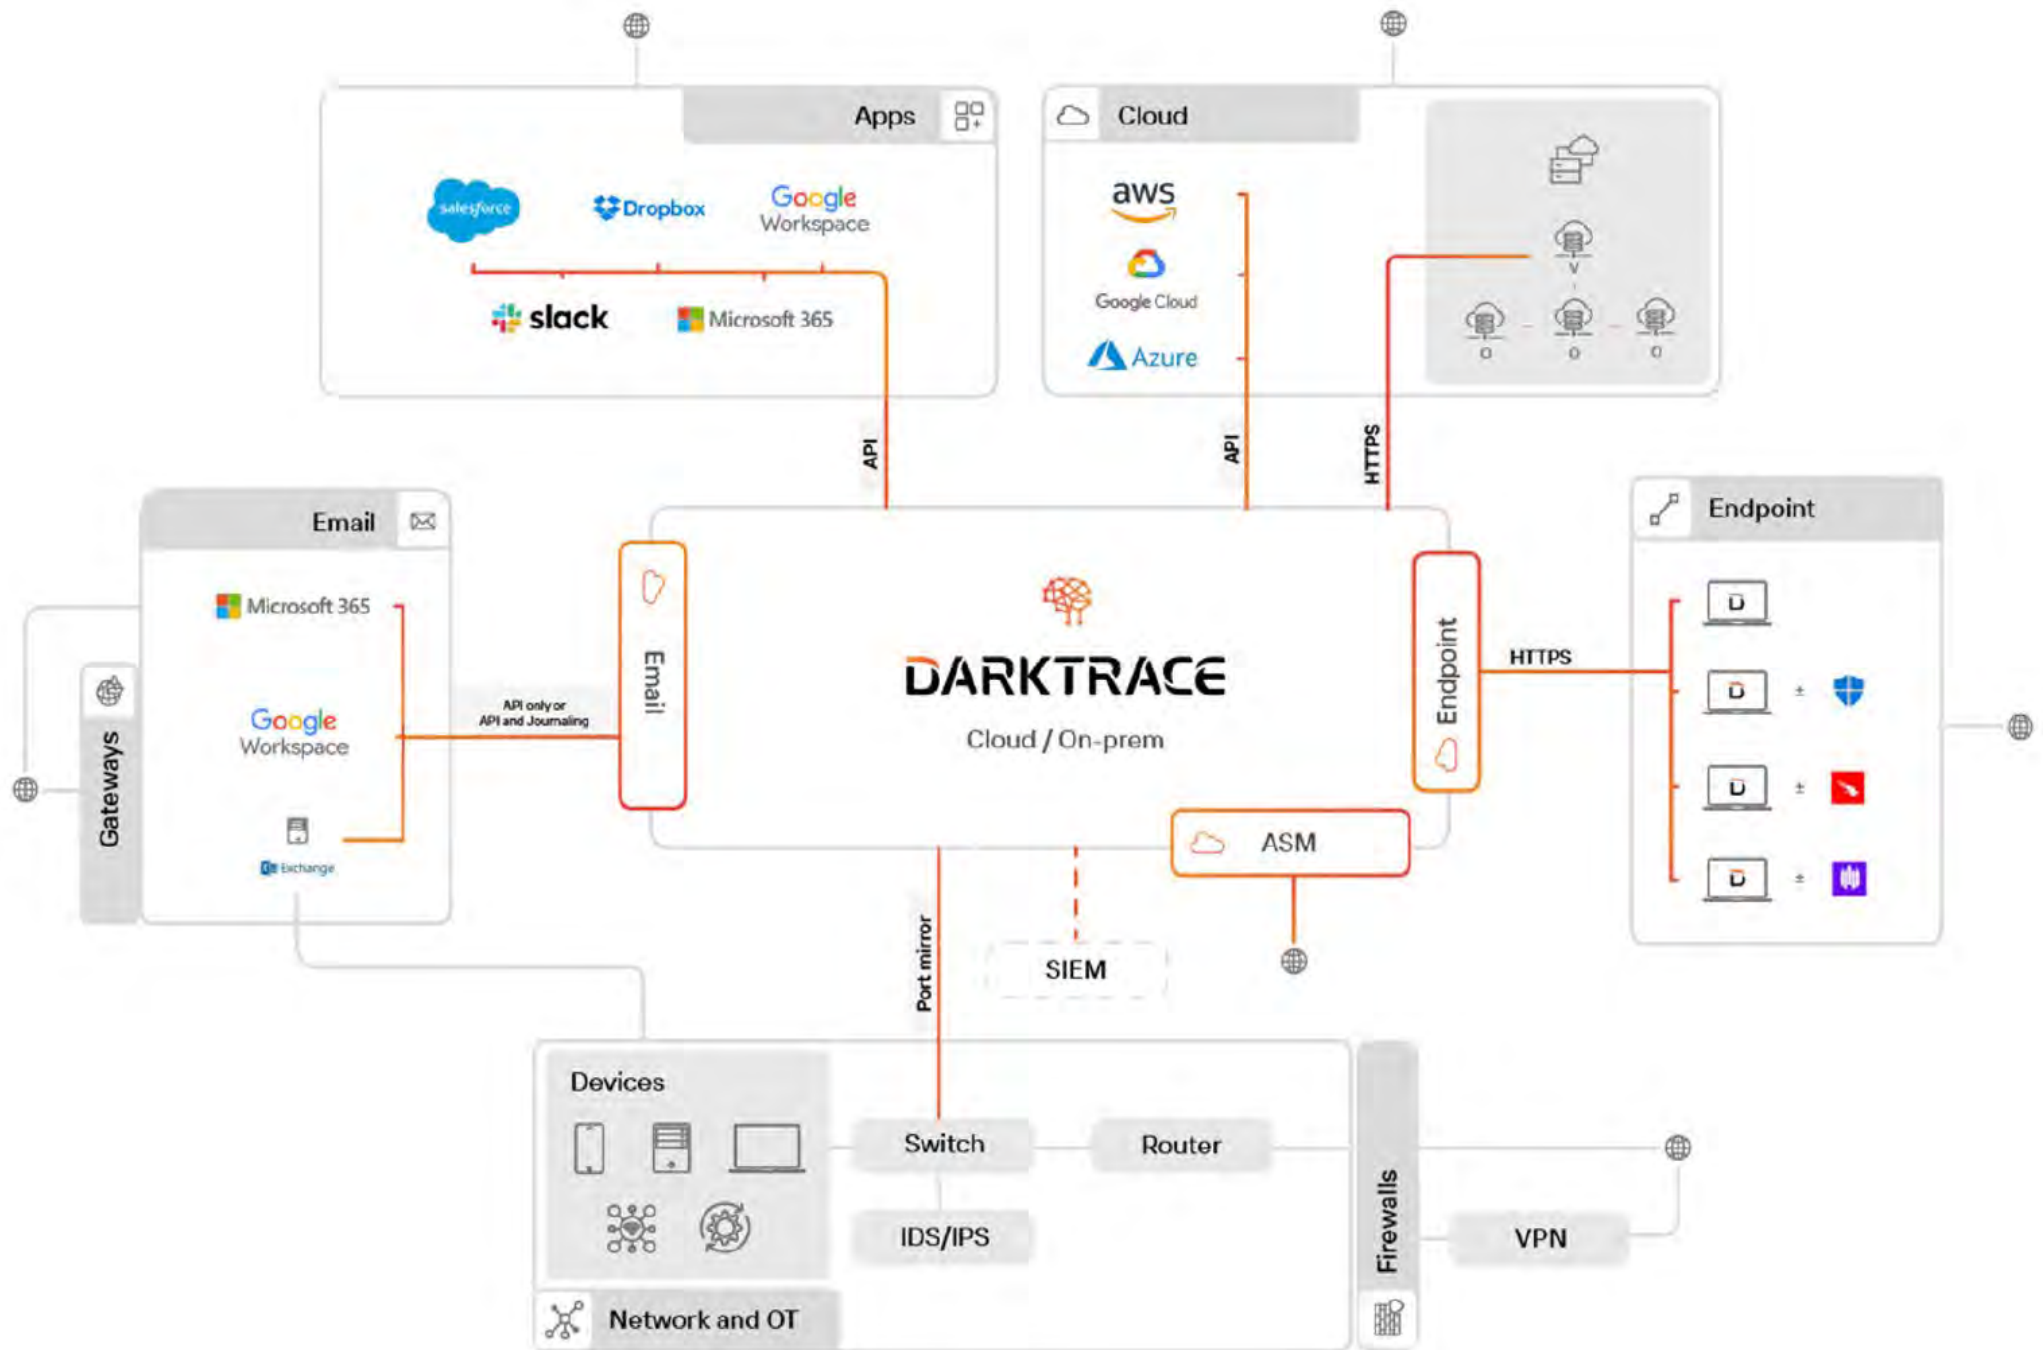 Apps
salesforce
Dropbox
Google
Workspace
slack
Microsoft 365
API
Cloud
aws
Google Cloud
Azure
V
O
O
O
API
HTTPS
Email
Microsoft 365
Google
Workspace
Exchange
Gateways
API only or
API and Journaling
Email
DARKTRACE
Cloud / On-prem
Endpoint
HTTPS
Endpoint
D
D
±
D
±
D
±
ASM
Port mirror
SIEM
Devices
Switch
Router
IDS/IPS
Network and OT
Firewalls
VPN